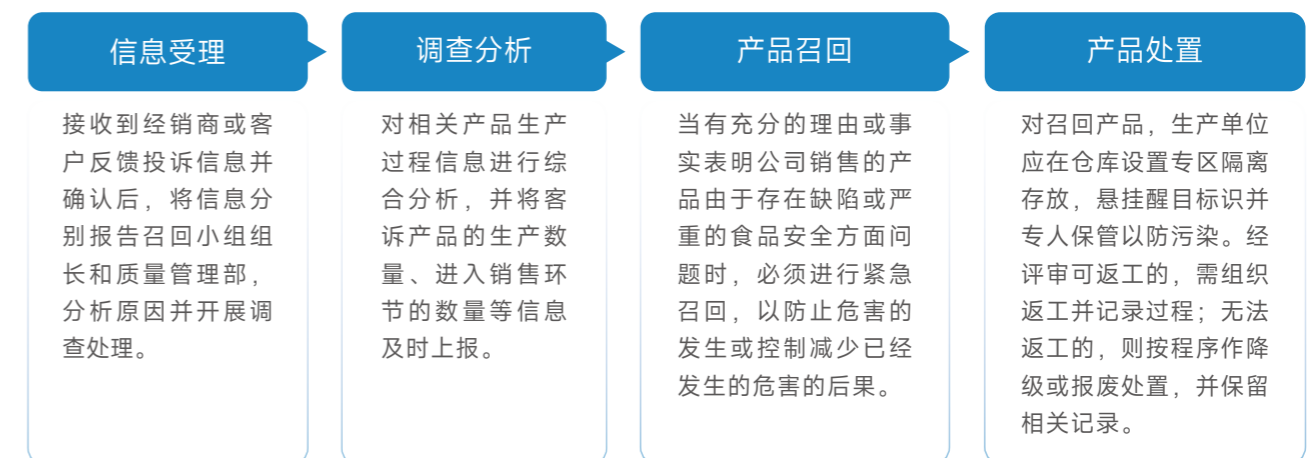 信息受理
接收到经销商或客
户反馈投诉信息并
确认后，将信息分
别报告召回小组组
长和质量管理部，
分析原因并开展调
查处理。
调查分析
对相关产品生产
过程信息进行综
合分析，并将客
诉产品的生产数
量、进入销售环
节的数量等信息
及时上报。
产品召回
当有充分的理由或事
实表明公司销售的产
品由于存在缺陷或严
重的食品安全方面问
题时，必须进行紧急
召回，以防止危害的
发生或控制减少已经
发生的危害的后果。
产品处置
对召回产品，生产单位
应在仓库设置专区隔离
存放，悬挂醒目标识并
专人保管以防污染。经
评审可返工的，需组织
返工并记录过程；无法
返工的，则按程序作降
级或报废处置，并保留
相关记录。